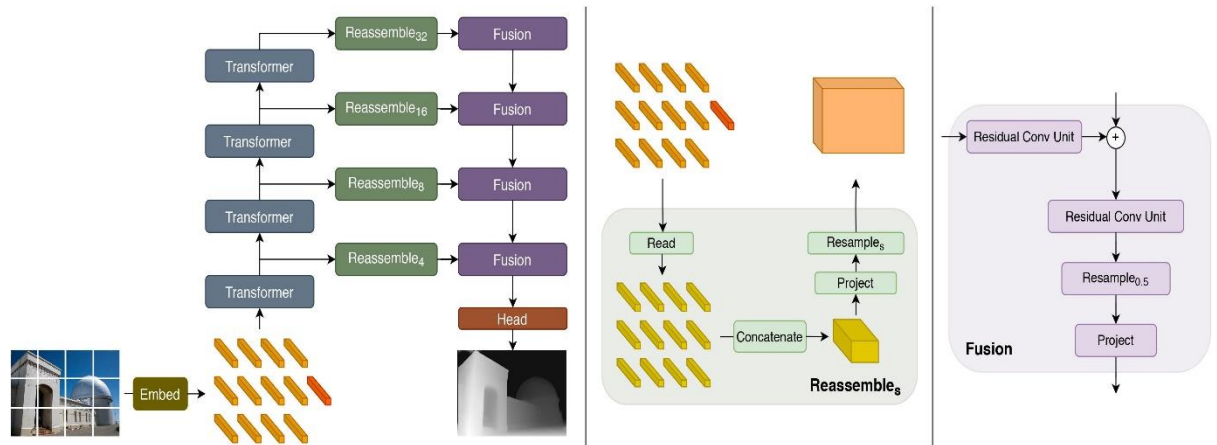 Reassemble₃₂
Fusion
Transformer
Reassemble₁₆
Fusion
Transformer
Reassemble₈
Fusion
Transformer
Reassemble₄
Fusion
Transformer
Head
Embed
Read
Resampleₛ
Project
Concatenate
Reassembleₛ
Residual Conv Unit
+
Residual Conv Unit
Resample₀.₅
Project
Fusion